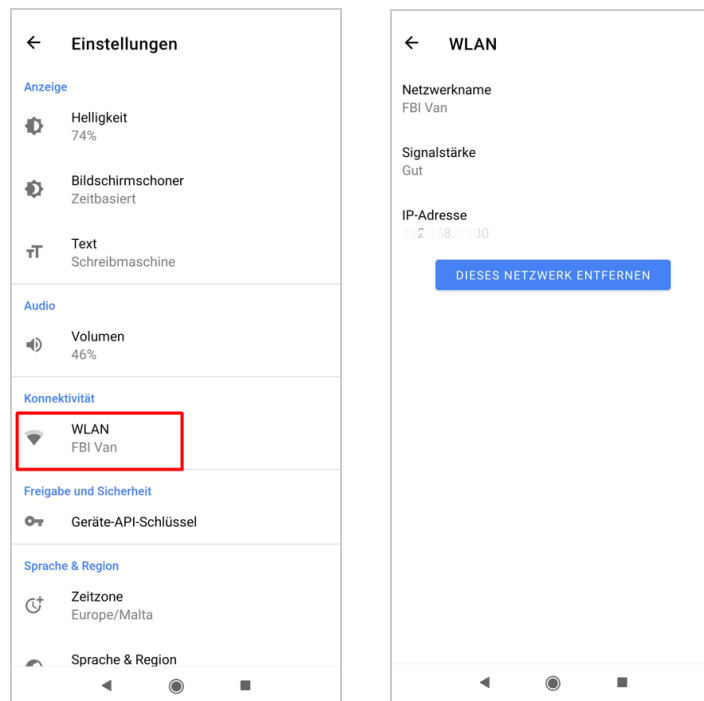 Einstellungen
Anzeige
Helligkeit
74%
Bildschirmschoner
Zeitbasiert
Text
Schreibmaschine
Audio
Volumen
46%
Konnektivität
WLAN
FBI Van
Freigabe und Sicherheit
Geräte-API-Schlüssel
Sprache & Region
Zeitzone
Europe/Malta
Sprache & Region
WLAN
Netzwerkname
FBI Van
Signalstärke
Gut
IP-Adresse
DIESES NETZWERK ENTFERNEN